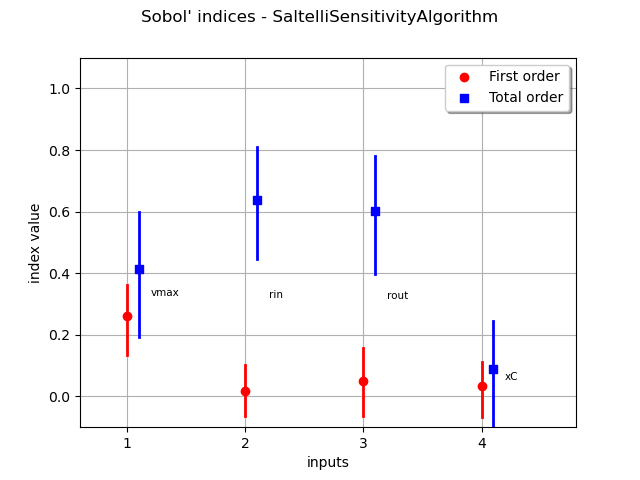 Sobol' indices - SaltelliSensitivityAlgorithm
First order
Total order
1.0
0.8
0.6
0.4
0.2
0.0
index value
vmax
rin
rout
xC
1 2 3 4
inputs